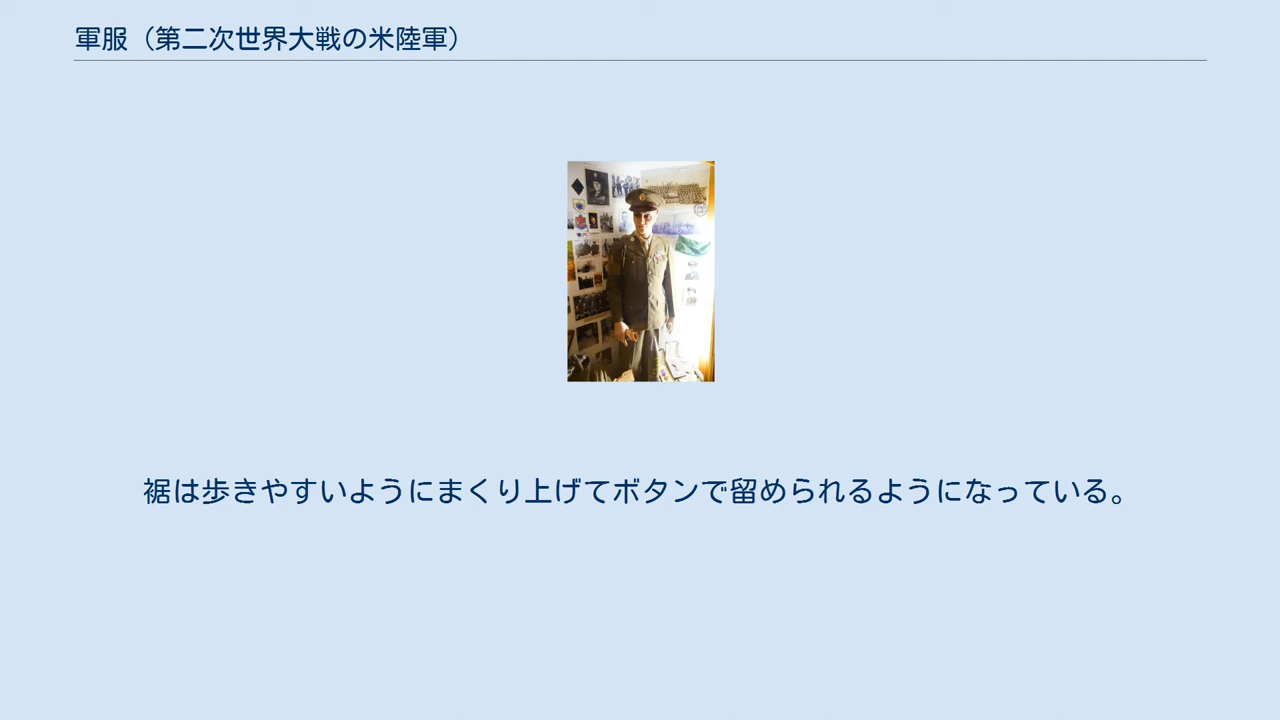 軍服（第二次世界大戦の米陸軍）
裾は歩きやすいようにまくり上げてボタンで留められるようになっている。